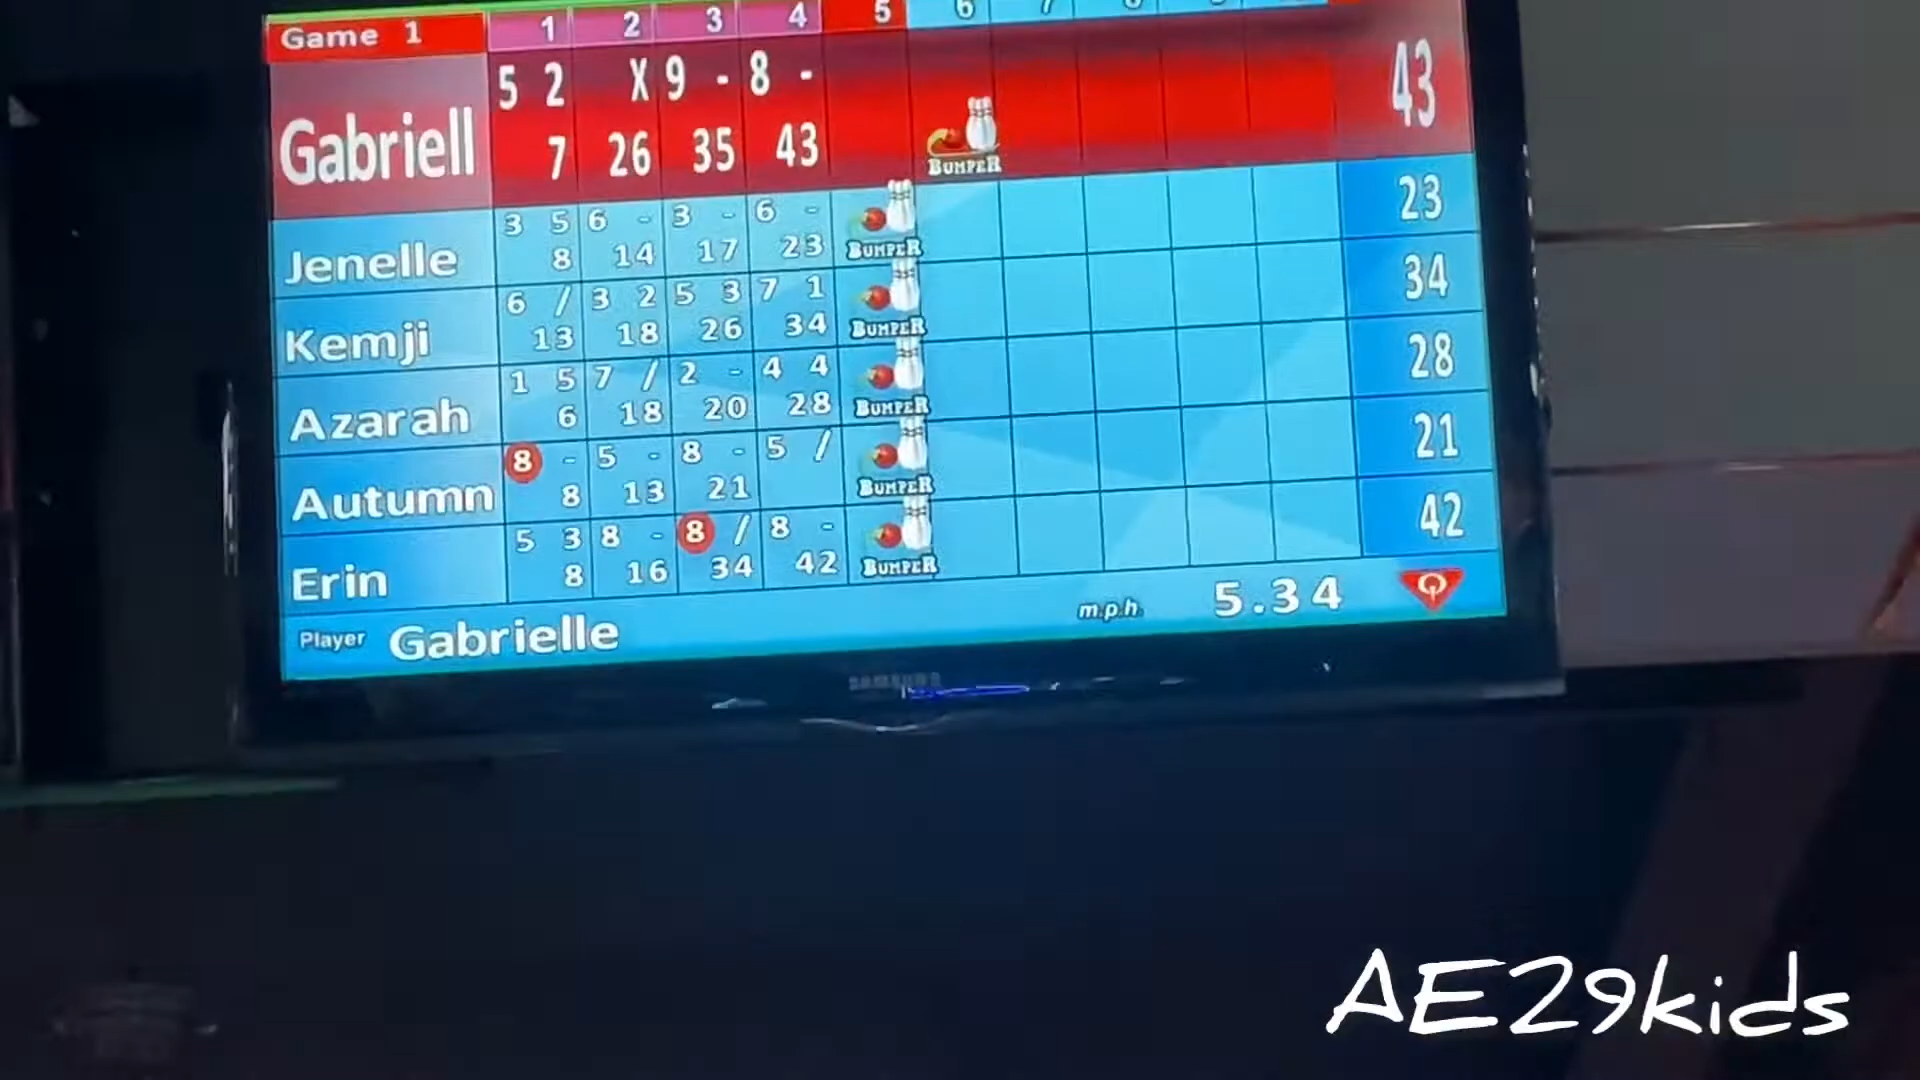 Game 1 1 2 3 4 5 6 7 8 9
5 2 X 9 - 8 - 43
Gabriell 7 26 35 43 BUMPER
3 5 6 - 3 - 6 - 23
Jenelle 8 14 17 23 BUMPER
6 / 3 2 5 3 7 1 34
Kemji 13 18 26 34 BUMPER
1 5 7 / 2 - 4 4 28
Azarah 6 18 20 28 BUMPER
8 - 5 - 8 - 5 / 21
Autumn 8 13 21 BUMPER
5 3 8 - 8 / 8 - 42
Erin 8 16 34 42 BUMPER
Player Gabrielle m.p.h. 5.34
SAMSUNG
AE29kids